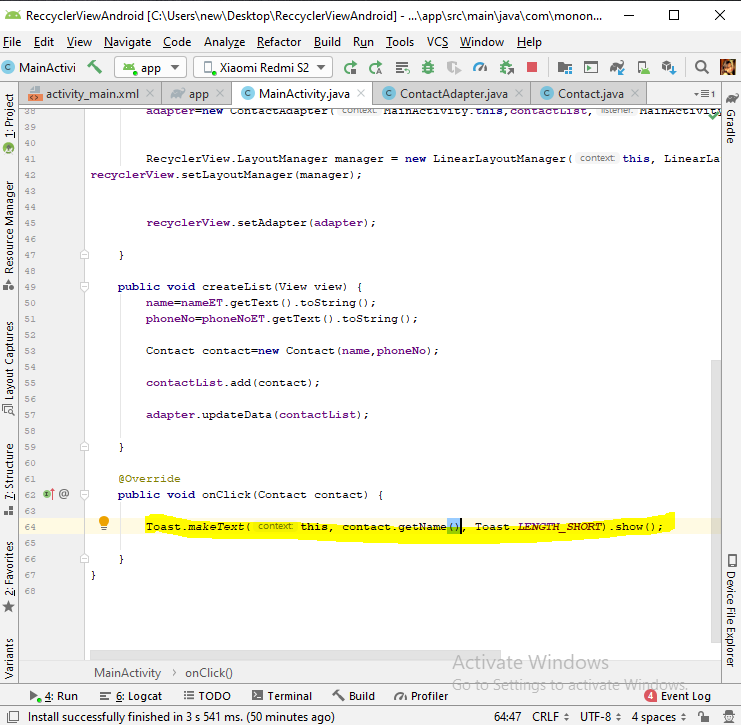 ReccyclerViewAndroid [C:\Users\new\Desktop\ReccyclerViewAndroid] - ...\app\src\main\java\com\monon...
File Edit View Navigate Code Analyze Refactor Build Run Tools VCS Window Help
MainActivi app Xiaomi Redmi S2
activity_main.xml app MainActivity.java ContactAdapter.java Contact.java 1
1: Project
Resource Manager
Layout Captures
7: Structure
2: Favorites
Variants
38 adapter=new ContactAdapter( context: MainActivity.this,contactList, listener: MainActivity
39
40
41 RecyclerView.LayoutManager manager = new LinearLayoutManager( context: this, LinearLa
42 recyclerView.setLayoutManager(manager);
43
44
45 recyclerView.setAdapter(adapter);
46
47 }
48
49 public void createList(View view) {
50 name=nameET.getText().toString();
51 phoneNo=phoneNoET.getText().toString();
52
53 Contact contact=new Contact(name,phoneNo);
54
55 contactList.add(contact);
56
57 adapter.updateData(contactList);
58
59 }
60
61 @Override
62 public void onClick(Contact contact) {
63
64 Toast.makeText( context: this, contact.getName(), Toast.LENGTH_SHORT).show();
65
66 }
67 }
68
Gradle
Device File Explorer
Activate Windows
Go to Settings to activate Windows.
MainActivity › onClick()
4: Run 6: Logcat TODO Terminal Build Profiler 4 Event Log
Install successfully finished in 3 s 541 ms. (50 minutes ago) 64:47 CRLF UTF-8 4 spaces